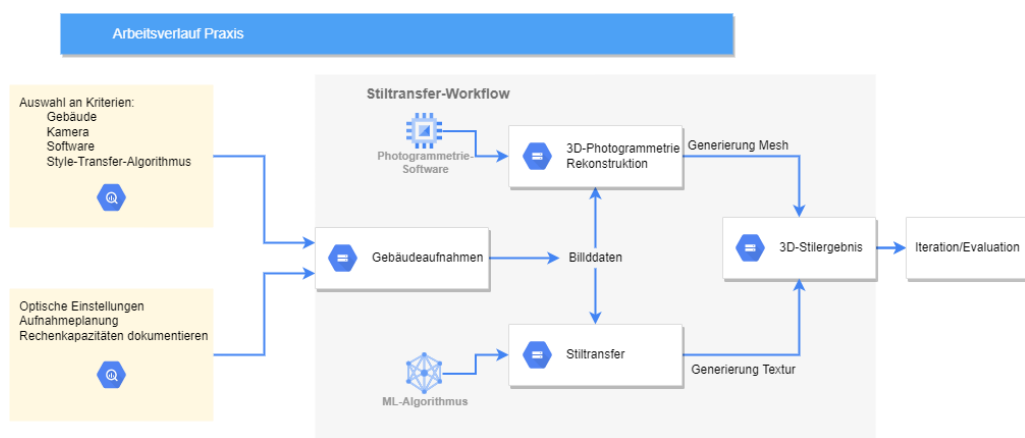 Arbeitsverlauf Praxis
Auswahl an Kriterien:
Gebäude
Kamera
Software
Style-Transfer-Algorithmus
Optische Einstellungen
Aufnahmeplanung
Rechenkapazitäten dokumentieren
Stiltransfer-Workflow
Photogrammetrie-
Software
3D-Photogrammetrie
Rekonstruktion
Generierung Mesh
Gebäudeaufnahmen
Billddaten
3D-Stilergebnis
Iteration/Evaluation
Stiltransfer
ML-Algorithmus
Generierung Textur